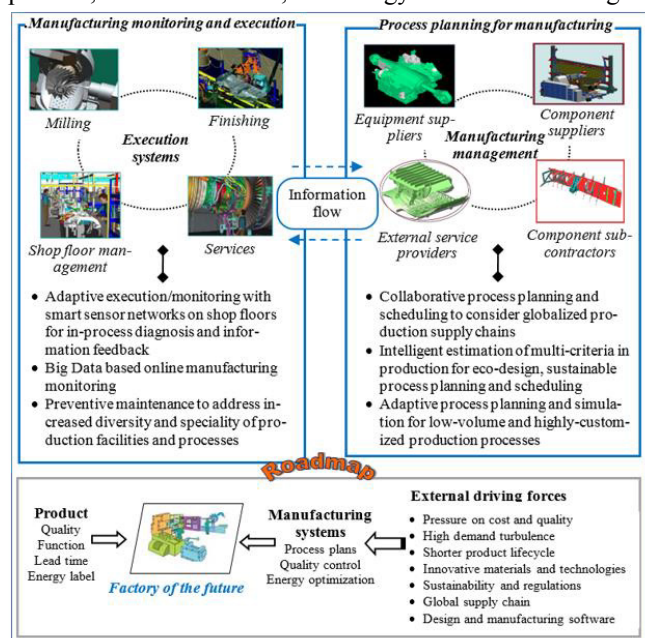 Manufacturing monitoring and execution
Milling
Finishing
Execution
systems
Shop floor man-
agement
Services
• Adaptive execution/monitoring with
smart sensor networks on shop floors
for in-process diagnosis and infor-
mation feedback
• Big Data based online manufacturing
monitoring
• Preventive maintenance to address in-
creased diversity and speciality of pro-
duction facilities and processes
Information
flow
Process planning for manufacturing
Equipment sup-
pliers
Component
suppliers
Manufacturing
management
External service
providers
Component sub-
contractors
• Collaborative process planning and
scheduling to consider globalized pro-
duction supply chains
• Intelligent estimation of multi-criteria in
production for eco-design, sustainable
process planning and scheduling
• Adaptive process planning and simula-
tion for low-volume and highly-custom-
ized production processes
Roadmap
Product
Quality
Function
Lead time
Energy label
Factory of the future
Manufacturing
systems
Process plans
Quality control
Energy optimization
External driving forces
• Pressure on cost and quality
• High demand turbulence
• Shorter product lifecycle
• Innovative materials and technologies
• Sustainability and regulations
• Global supply chain
• Design and manufacturing software